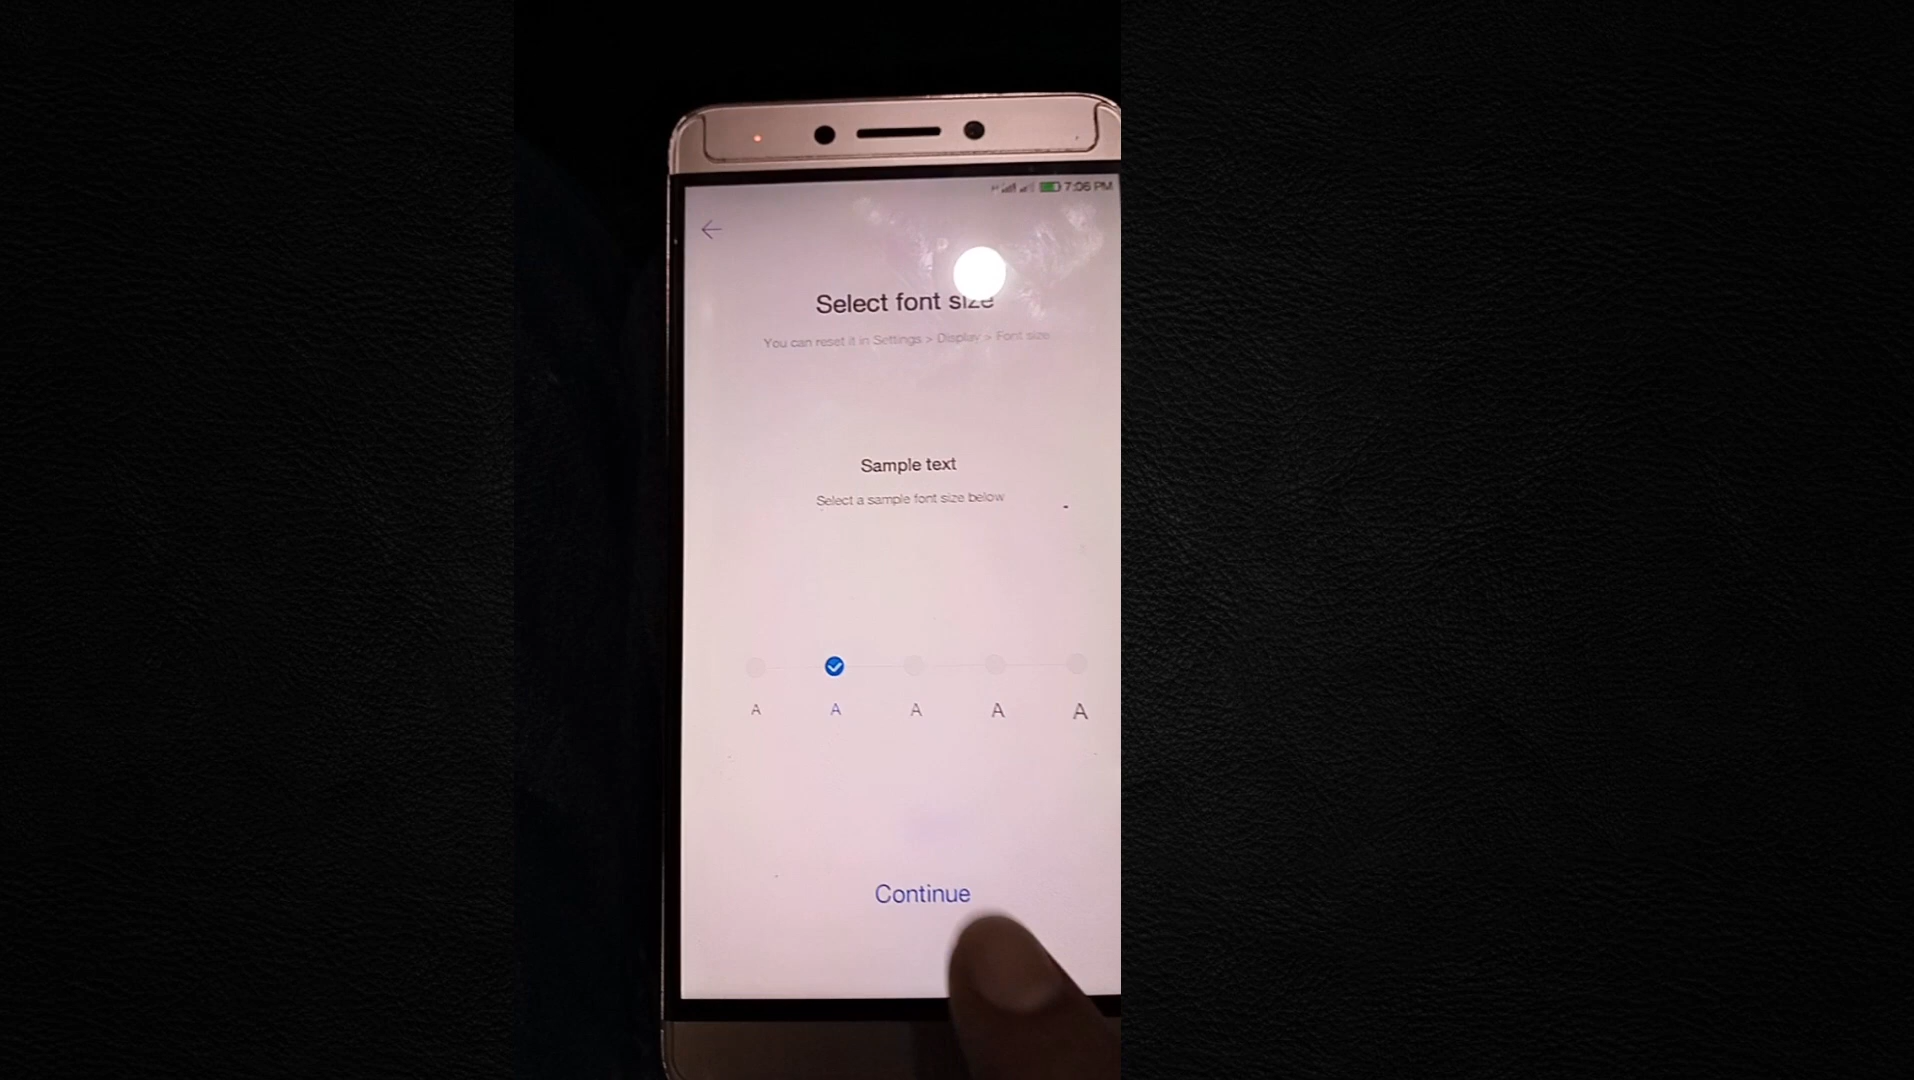 7:06 PM
Select font size
You can reset it in Settings > Display > Font size
Sample text
Select a sample font size below
A A A A A
Continue